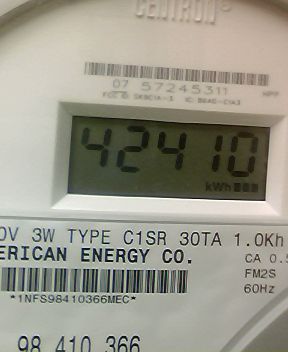 CENTRON
07 57245311
42410
kWh
0V 3W TYPE C1SR 30TA 1.0Kh
ERICAN ENERGY CO.
CA 0.5
FM2S
60Hz
*1NFS98410366MEC*
98 410 366